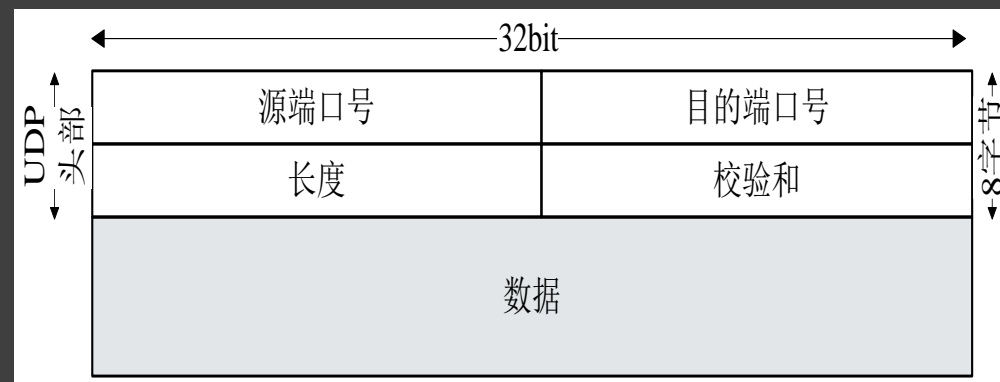 32bit
UDP
头部
源端口号
目的端口号
8字节
长度
校验和
数据